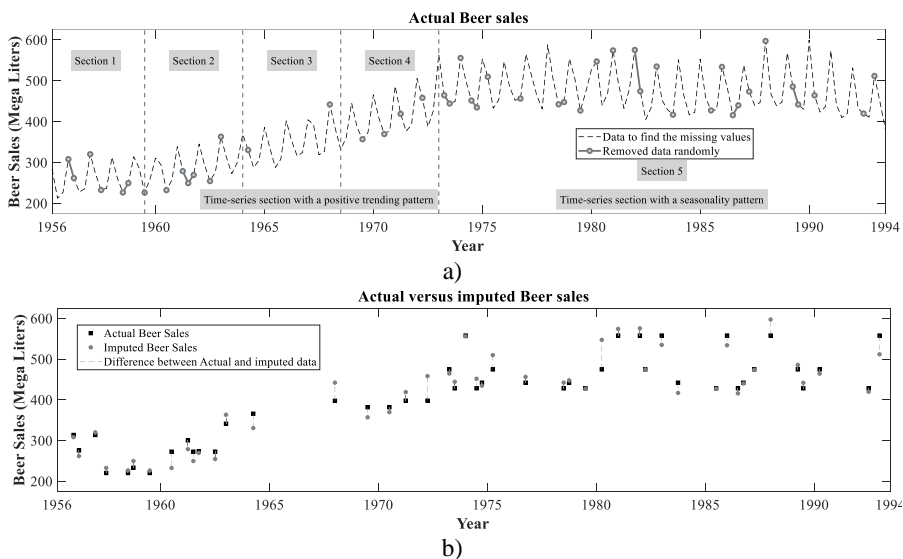 Actual Beer sales
Beer Sales (Mega Liters)
600
500
400
300
200
Section 1
Section 2
Section 3
Section 4
Data to find the missing values
Removed data randomly
Section 5
Time-series section with a positive trending pattern
Time-series section with a seasonality pattern
1956 1960 1965 1970 1975 1980 1985 1990 1994
Year
a)
Actual versus imputed Beer sales
Beer Sales (Mega Liters)
600
500
400
300
200
Actual Beer Sales
Imputed Beer Sales
Difference between Actual and imputed data
1956 1960 1965 1970 1975 1980 1985 1990 1994
Year
b)